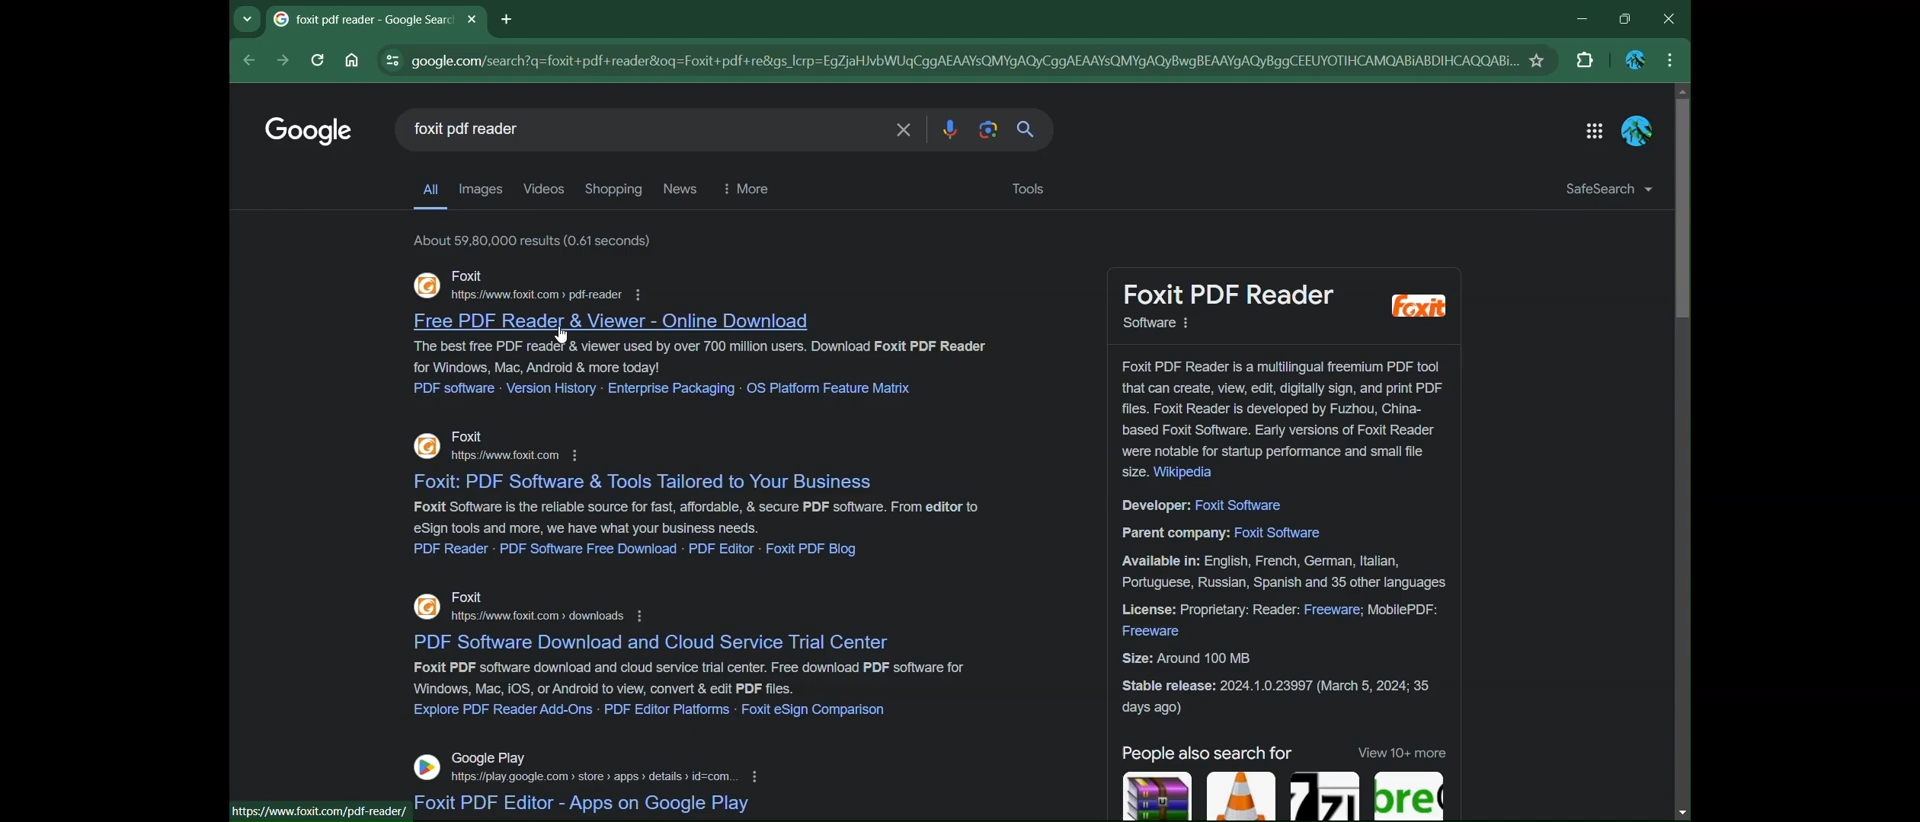 foxit pdf reader - Google Searc
google.com/search?q=foxit+pdf+reader&oq=Foxit+pdf+re&gs_lcrp=EgZjaHJvbWUqCggAEAAYsQMYgAQyCggAEAAYsQMYgAQyBwgBEAAYgAQyBggCEEUYOTIHCAMQABiABDIHCAQQABi...
Google
foxit pdf reader
All Images Videos Shopping News More Tools SafeSearch
About 59,80,000 results (0.61 seconds)
Foxit
https://www.foxit.com › pdf-reader
Free PDF Reader & Viewer - Online Download
The best free PDF reader & viewer used by over 700 million users. Download Foxit PDF Reader
for Windows, Mac, Android & more today!
PDF software · Version History · Enterprise Packaging · OS Platform Feature Matrix
Foxit
https://www.foxit.com
Foxit: PDF Software & Tools Tailored to Your Business
Foxit Software is the reliable source for fast, affordable, & secure PDF software. From editor to
eSign tools and more, we have what your business needs.
PDF Reader · PDF Software Free Download · PDF Editor · Foxit PDF Blog
Foxit
https://www.foxit.com › downloads
PDF Software Download and Cloud Service Trial Center
Foxit PDF software download and cloud service trial center. Free download PDF software for
Windows, Mac, iOS, or Android to view, convert & edit PDF files.
Explore PDF Reader Add-Ons · PDF Editor Platforms · Foxit eSign Comparison
Google Play
https://play.google.com › store › apps › details › id=com...
Foxit PDF Editor - Apps on Google Play
https://www.foxit.com/pdf-reader/
Foxit PDF Reader
Software
foxit
Foxit PDF Reader is a multilingual freemium PDF tool
that can create, view, edit, digitally sign, and print PDF
files. Foxit Reader is developed by Fuzhou, China-
based Foxit Software. Early versions of Foxit Reader
were notable for startup performance and small file
size. Wikipedia
Developer: Foxit Software
Parent company: Foxit Software
Available in: English, French, German, Italian,
Portuguese, Russian, Spanish and 35 other languages
License: Proprietary: Reader: Freeware; MobilePDF:
Freeware
Size: Around 100 MB
Stable release: 2024.1.0.23997 (March 5, 2024; 35
days ago)
People also search for View 10+ more